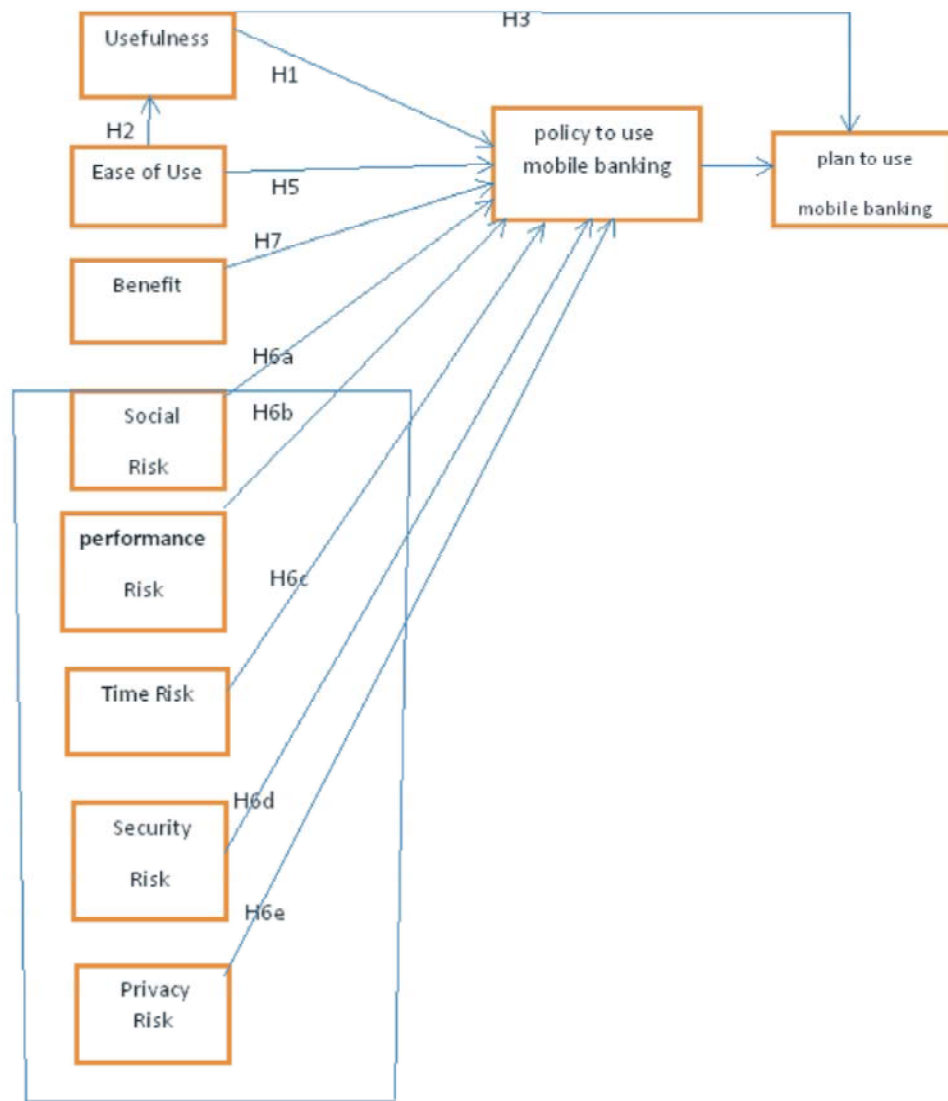 H3
Usefulness
H1
H2
policy to use
mobile banking
plan to use
mobile banking
Ease of Use
H5
H7
Benefit
H6a
H6b
Social
Risk
performance
Risk
H6c
Time Risk
H6d
Security
Risk
H6e
Privacy
Risk